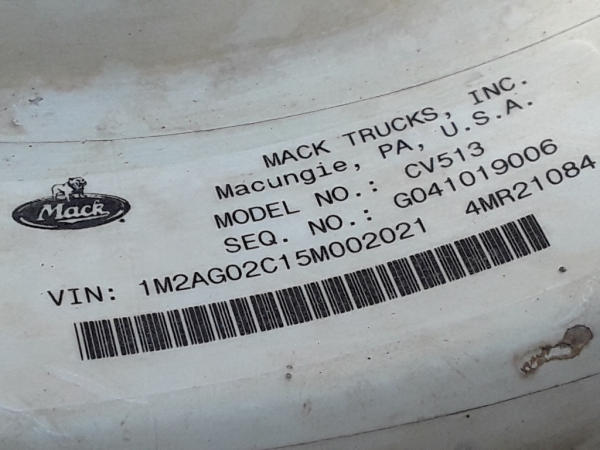 MACK TRUCKS, INC.
Macungie, PA, U.S.A.
MODEL NO.: CV513
SEQ. NO.: G041019006
Mack
VIN: 1M2AG02C15M002021 4MR21084